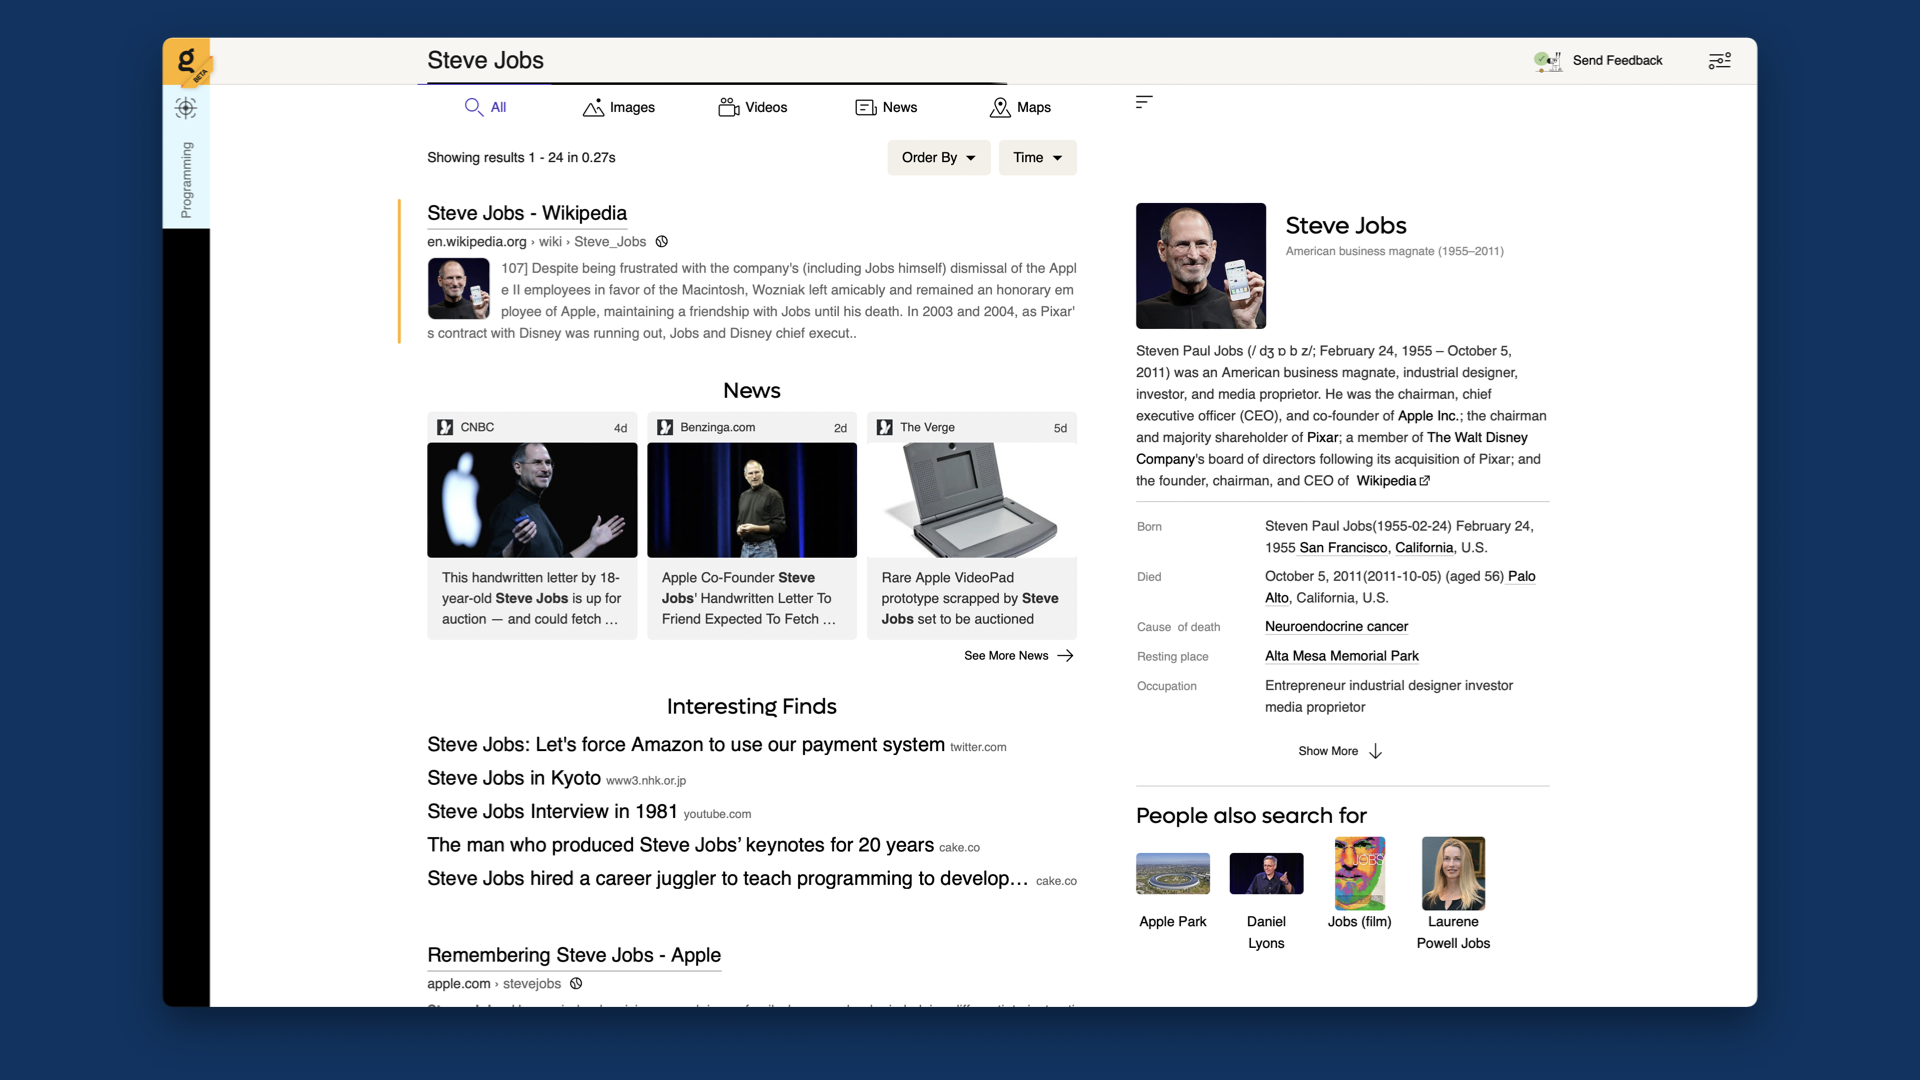 g
BETA
Steve Jobs
Send Feedback
Programming
All
Images
Videos
News
Maps
Showing results 1 - 24 in 0.27s
Order By
Time
Steve Jobs - Wikipedia
en.wikipedia.org › wiki › Steve_Jobs
107] Despite being frustrated with the company's (including Jobs himself) dismissal of the Appl
e II employees in favor of the Macintosh, Wozniak left amicably and remained an honorary em
ployee of Apple, maintaining a friendship with Jobs until his death. In 2003 and 2004, as Pixar'
s contract with Disney was running out, Jobs and Disney chief execut..
News
CNBC 4d
This handwritten letter by 18-
year-old Steve Jobs is up for
auction — and could fetch ...
Benzinga.com 2d
Apple Co-Founder Steve
Jobs' Handwritten Letter To
Friend Expected To Fetch ...
The Verge 5d
Rare Apple VideoPad
prototype scrapped by Steve
Jobs set to be auctioned
See More News
Interesting Finds
Steve Jobs: Let's force Amazon to use our payment system twitter.com
Steve Jobs in Kyoto www3.nhk.or.jp
Steve Jobs Interview in 1981 youtube.com
The man who produced Steve Jobs’ keynotes for 20 years cake.co
Steve Jobs hired a career juggler to teach programming to develop... cake.co
Remembering Steve Jobs - Apple
apple.com › stevejobs
Steve Jobs
American business magnate (1955–2011)
Steven Paul Jobs (/ dʒ ɒ b z/; February 24, 1955 – October 5,
2011) was an American business magnate, industrial designer,
investor, and media proprietor. He was the chairman, chief
executive officer (CEO), and co-founder of Apple Inc.; the chairman
and majority shareholder of Pixar; a member of The Walt Disney
Company's board of directors following its acquisition of Pixar; and
the founder, chairman, and CEO of Wikipedia
Born Steven Paul Jobs(1955-02-24) February 24,
1955 San Francisco, California, U.S.
Died October 5, 2011(2011-10-05) (aged 56) Palo
Alto, California, U.S.
Cause of death Neuroendocrine cancer
Resting place Alta Mesa Memorial Park
Occupation Entrepreneur industrial designer investor
media proprietor
Show More
People also search for
JOBS
Apple Park
Daniel
Lyons
Jobs (film)
Laurene
Powell Jobs